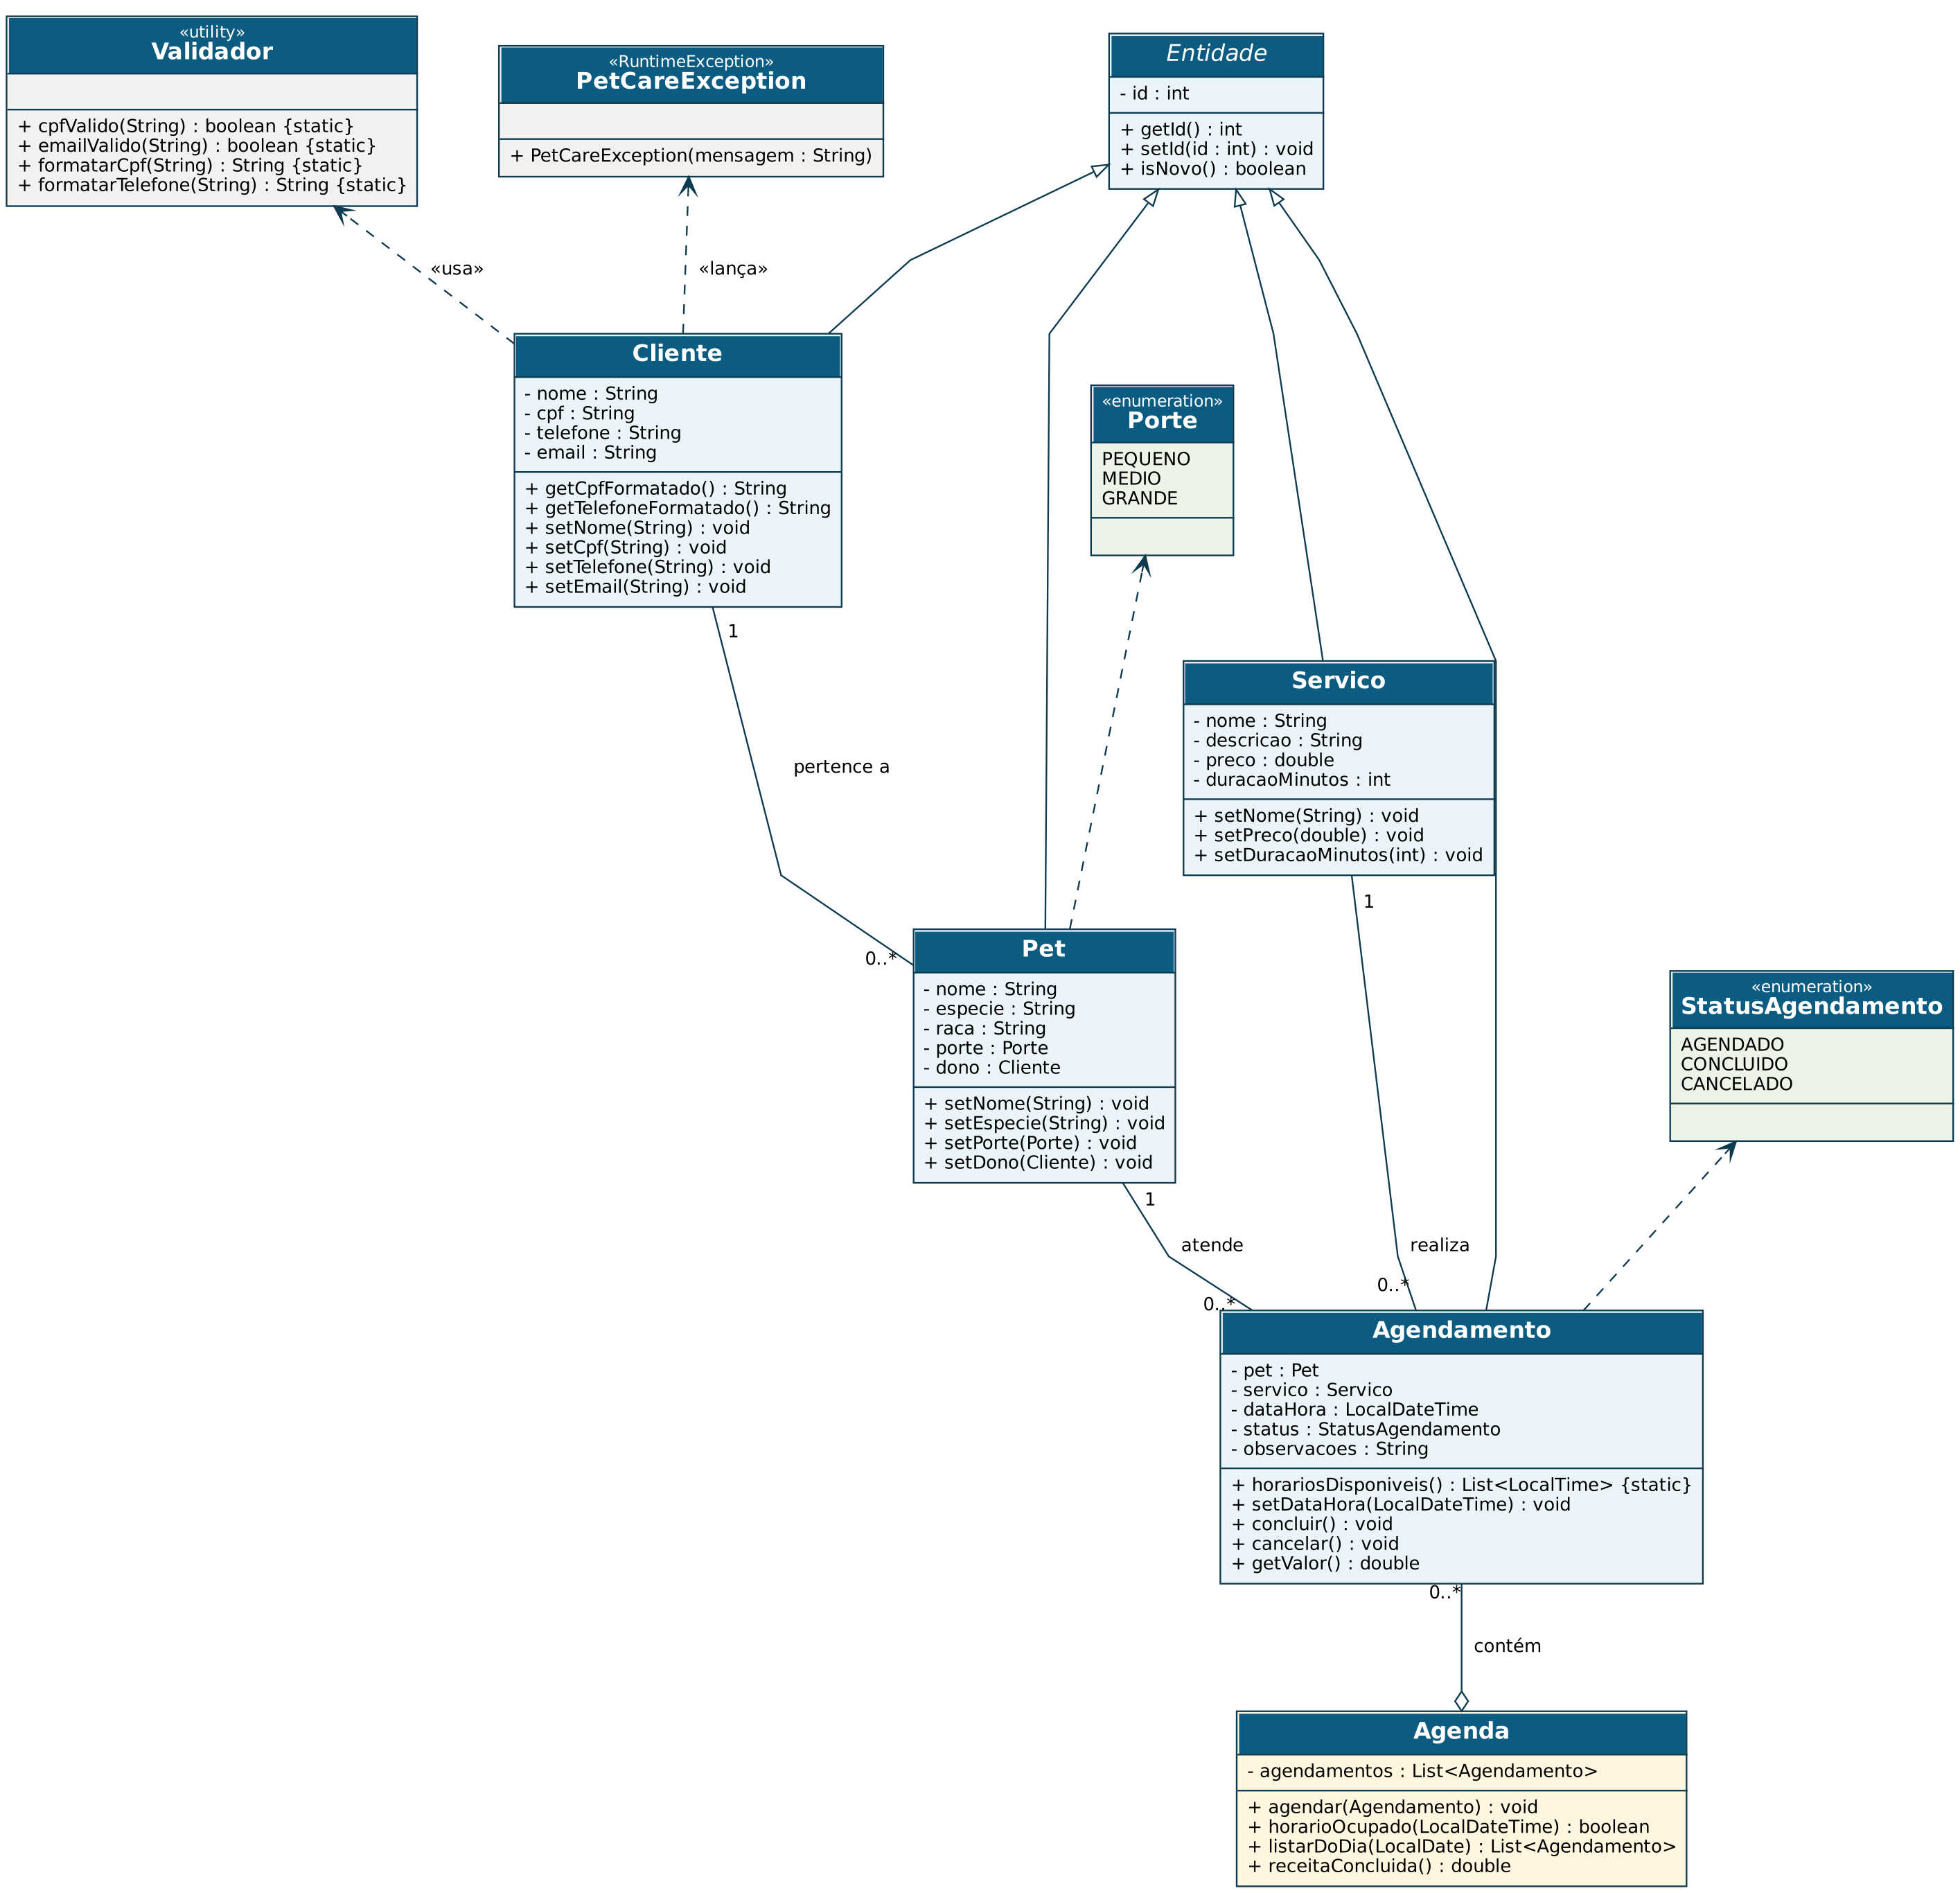 «utility»
Validador
+ cpfValido(String) : boolean {static}
+ emailValido(String) : boolean {static}
+ formatarCpf(String) : String {static}
+ formatarTelefone(String) : String {static}
«RuntimeException»
PetCareException
+ PetCareException(mensagem : String)
Entidade
- id : int
+ getId() : int
+ setId(id : int) : void
+ isNovo() : boolean
«usa»
«lança»
Cliente
- nome : String
- cpf : String
- telefone : String
- email : String
+ getCpfFormatado() : String
+ getTelefoneFormatado() : String
+ setNome(String) : void
+ setCpf(String) : void
+ setTelefone(String) : void
+ setEmail(String) : void
«enumeration»
Porte
PEQUENO
MEDIO
GRANDE
1
pertence a
0..*
Servico
- nome : String
- descricao : String
- preco : double
- duracaoMinutos : int
+ setNome(String) : void
+ setPreco(double) : void
+ setDuracaoMinutos(int) : void
1
Pet
- nome : String
- especie : String
- raca : String
- porte : Porte
- dono : Cliente
+ setNome(String) : void
+ setEspecie(String) : void
+ setPorte(Porte) : void
+ setDono(Cliente) : void
«enumeration»
StatusAgendamento
AGENDADO
CONCLUIDO
CANCELADO
1
atende
0..*
realiza
0..*
Agendamento
- pet : Pet
- servico : Servico
- dataHora : LocalDateTime
- status : StatusAgendamento
- observacoes : String
+ horariosDisponiveis() : List<LocalTime> {static}
+ setDataHora(LocalDateTime) : void
+ concluir() : void
+ cancelar() : void
+ getValor() : double
0..*
contém
Agenda
- agendamentos : List<Agendamento>
+ agendar(Agendamento) : void
+ horarioOcupado(LocalDateTime) : boolean
+ listarDoDia(LocalDate) : List<Agendamento>
+ receitaConcluida() : double